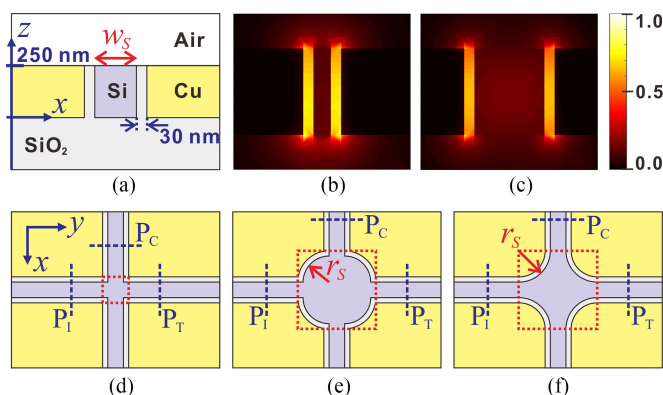 z
250 nm
w_S
Air
Si
Cu
x
SiO₂
30 nm
1.0
0.5
0.0
(a)
(b)
(c)
y
x
P_C
P_I
P_T
r_S
P_C
P_I
P_T
r_S
P_C
P_I
P_T
(d)
(e)
(f)